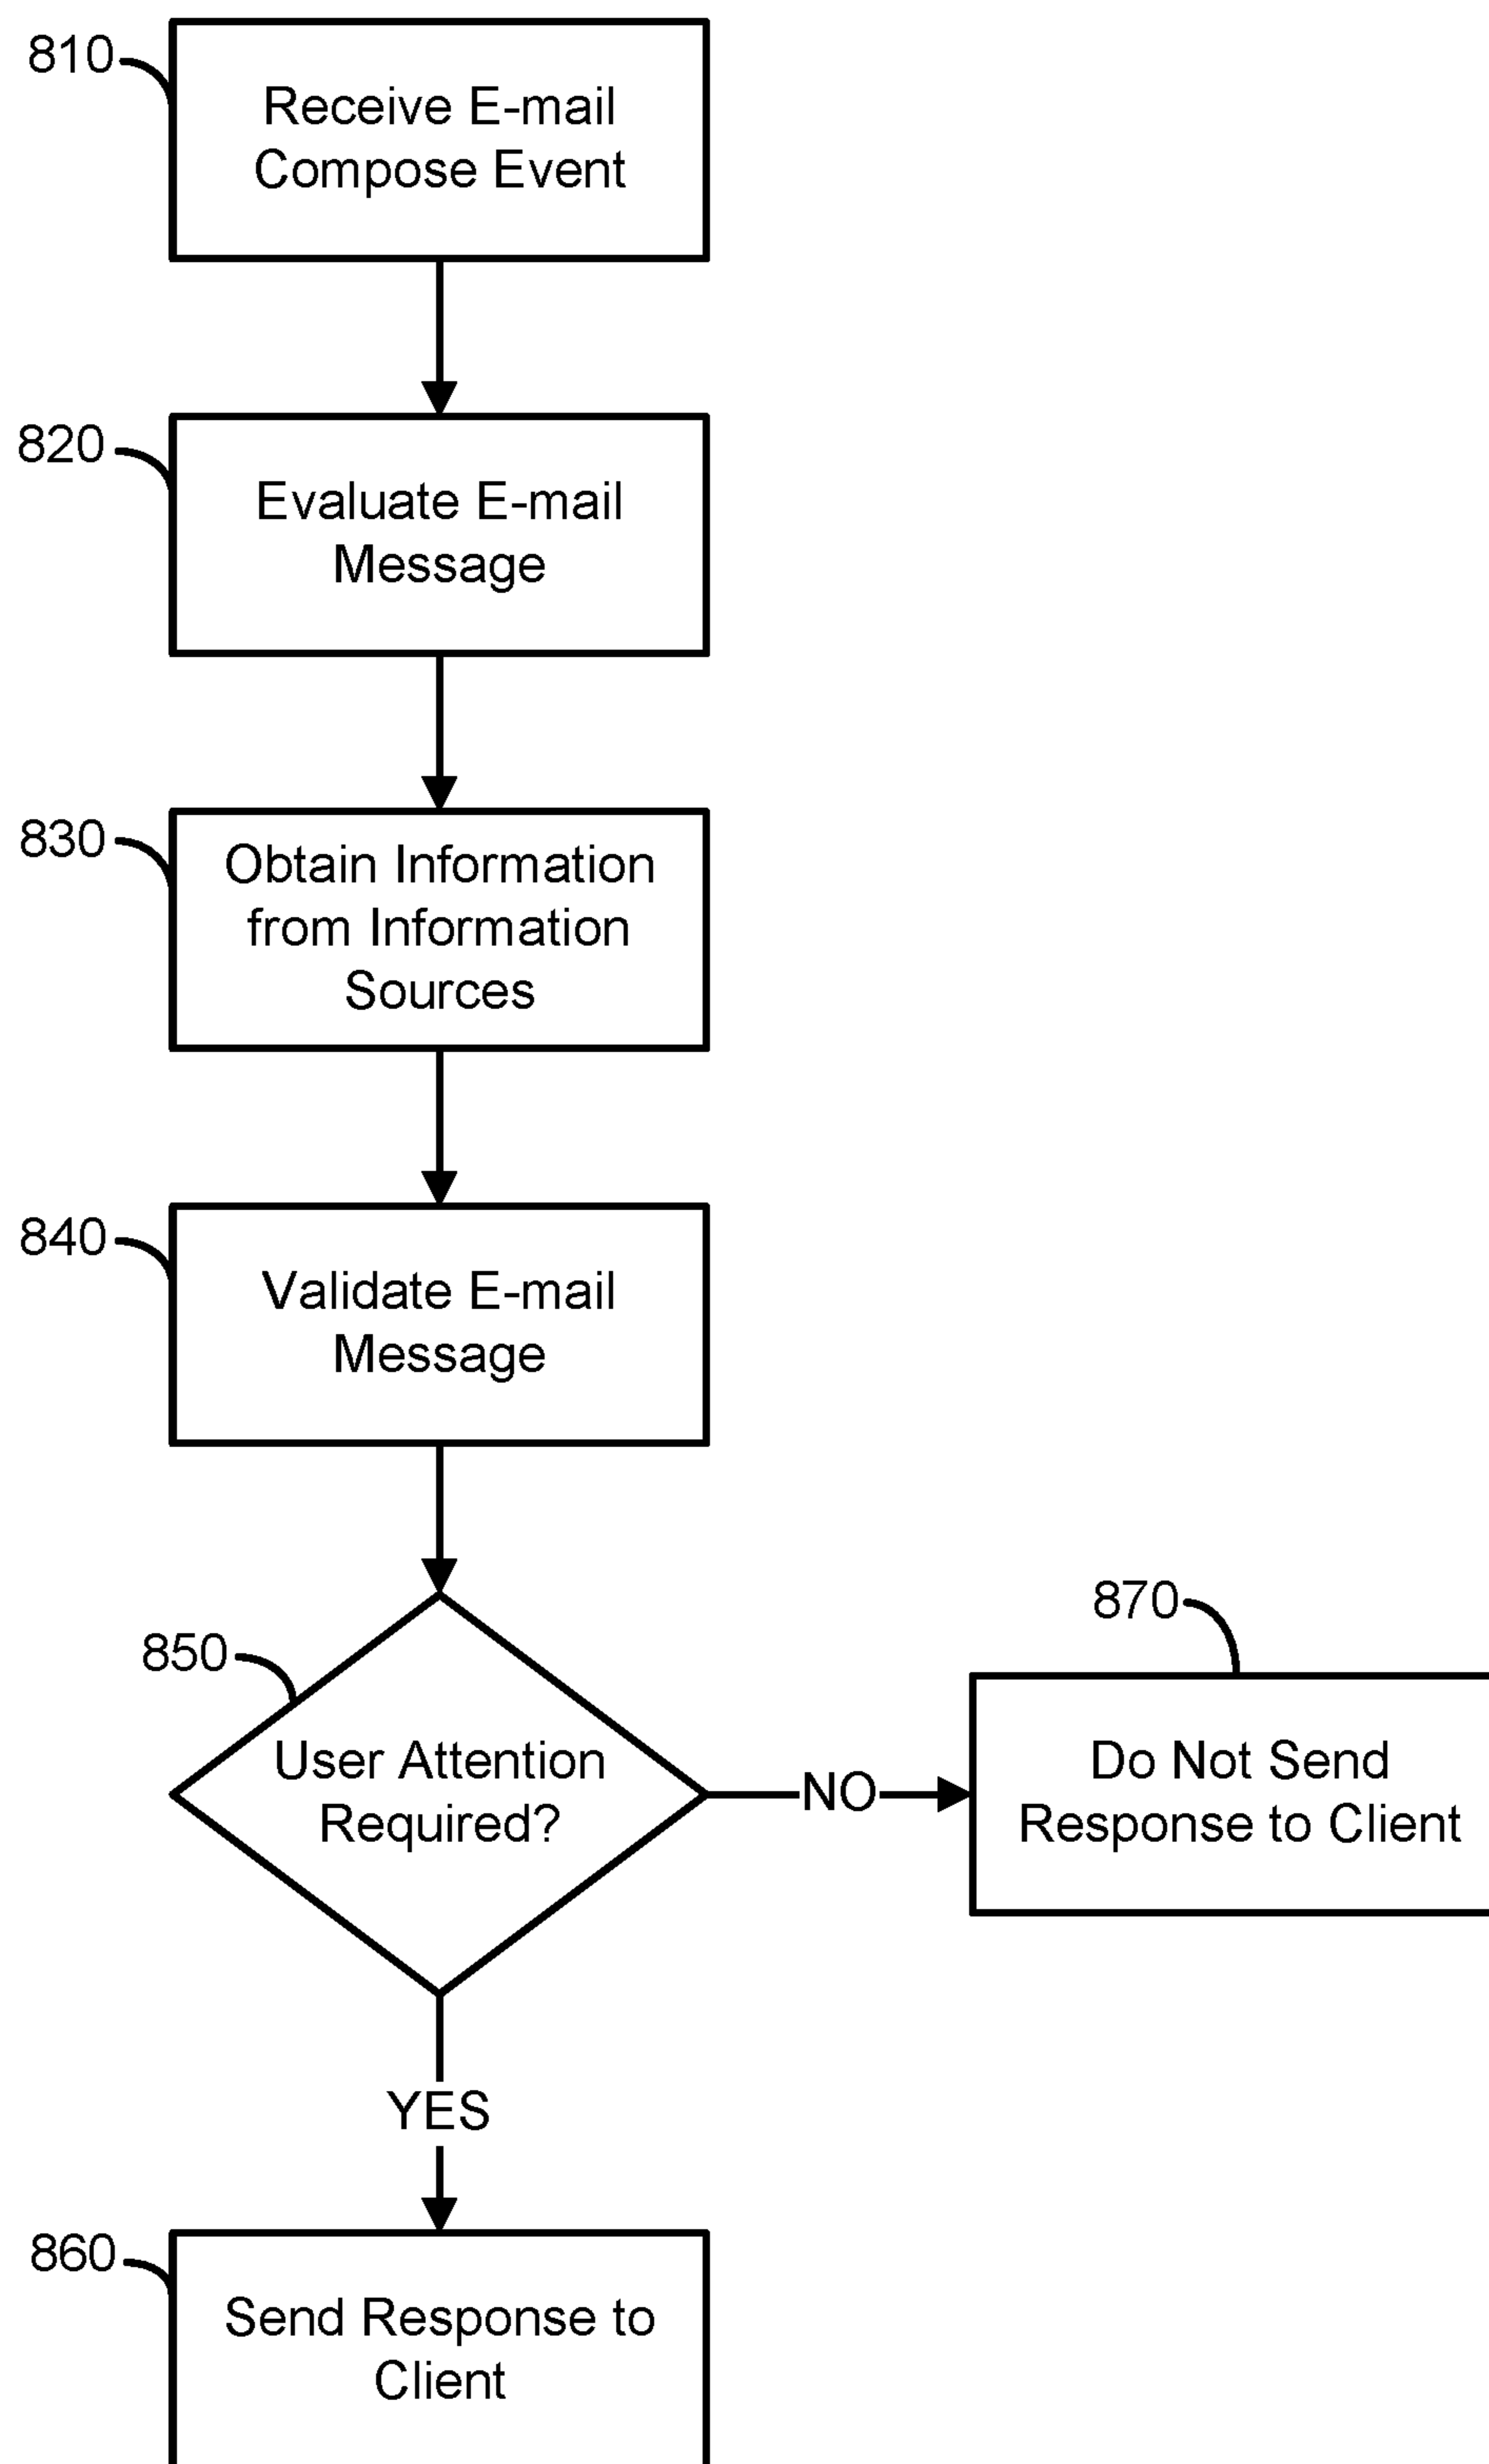 810
Receive E-mail
Compose Event
820
Evaluate E-mail
Message
830
Obtain Information
from Information
Sources
840
Validate E-mail
Message
850
User Attention
Required?
NO
870
Do Not Send
Response to Client
YES
860
Send Response to
Client